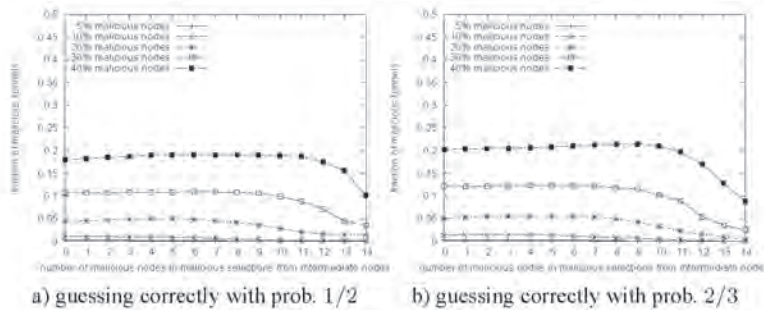 0.5
0.45
0.4
0.35
0.3
0.25
0.2
0.15
0.1
0.05
0
5% malicious nodes
10% malicious nodes
20% malicious nodes
30% malicious nodes
40% malicious nodes
fraction of malicious tunnels
0 1 2 3 4 5 6 7 8 9 10 11 12 13 14
number of malicious nodes in malicious selections from intermediate nodes
a) guessing correctly with prob. 1/2
0.5
0.45
0.4
0.35
0.3
0.25
0.2
0.15
0.1
0.05
0
5% malicious nodes
10% malicious nodes
20% malicious nodes
30% malicious nodes
40% malicious nodes
fraction of malicious tunnels
0 1 2 3 4 5 6 7 8 9 10 11 12 13 14
number of malicious nodes in malicious selections from intermediate nodes
b) guessing correctly with prob. 2/3